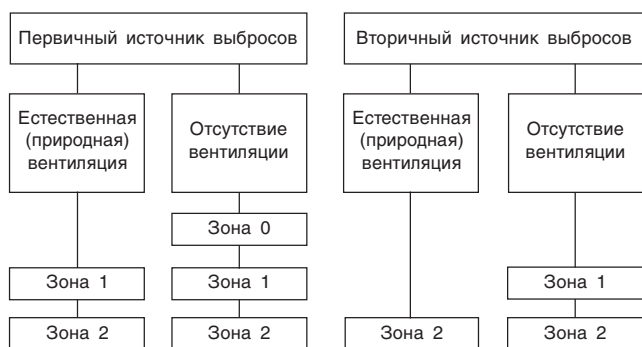 Первичный источник выбросов
Вторичный источник выбросов
Естественная
(природная)
вентиляция
Отсутствие
вентиляции
Естественная
(природная)
вентиляция
Отсутствие
вентиляции
Зона 0
Зона 1
Зона 1
Зона 1
Зона 2
Зона 2
Зона 2
Зона 2